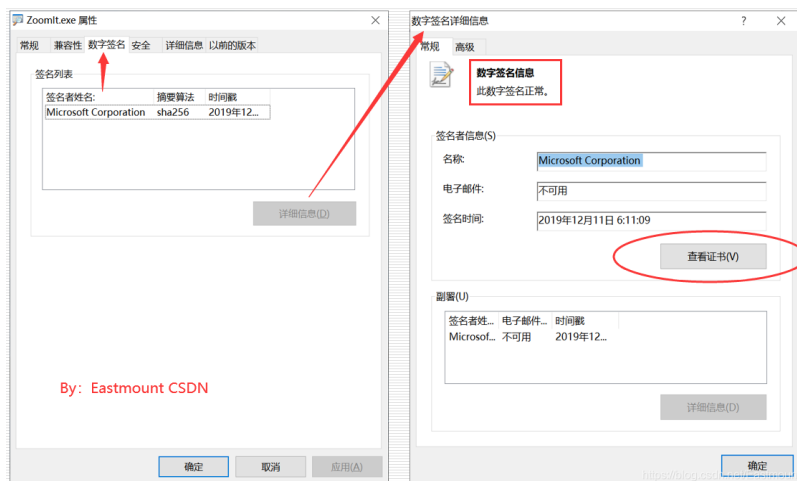 ZoomIt.exe 属性
常规 兼容性 数字签名 安全 详细信息 以前的版本
签名列表
签名者姓名: 摘要算法 时间戳
Microsoft Corporation sha256 2019年12...
详细信息(D)
By：Eastmount CSDN
确定 取消 应用(A)
数字签名详细信息 ?
常规 高级
数字签名信息
此数字签名正常。
签名者信息(S)
名称: Microsoft Corporation
电子邮件: 不可用
签名时间: 2019年12月11日 6:11:09
查看证书(V)
副署(U)
签名者姓... 电子邮件... 时间戳
Microsof... 不可用 2019年12...
详细信息(D)
确定